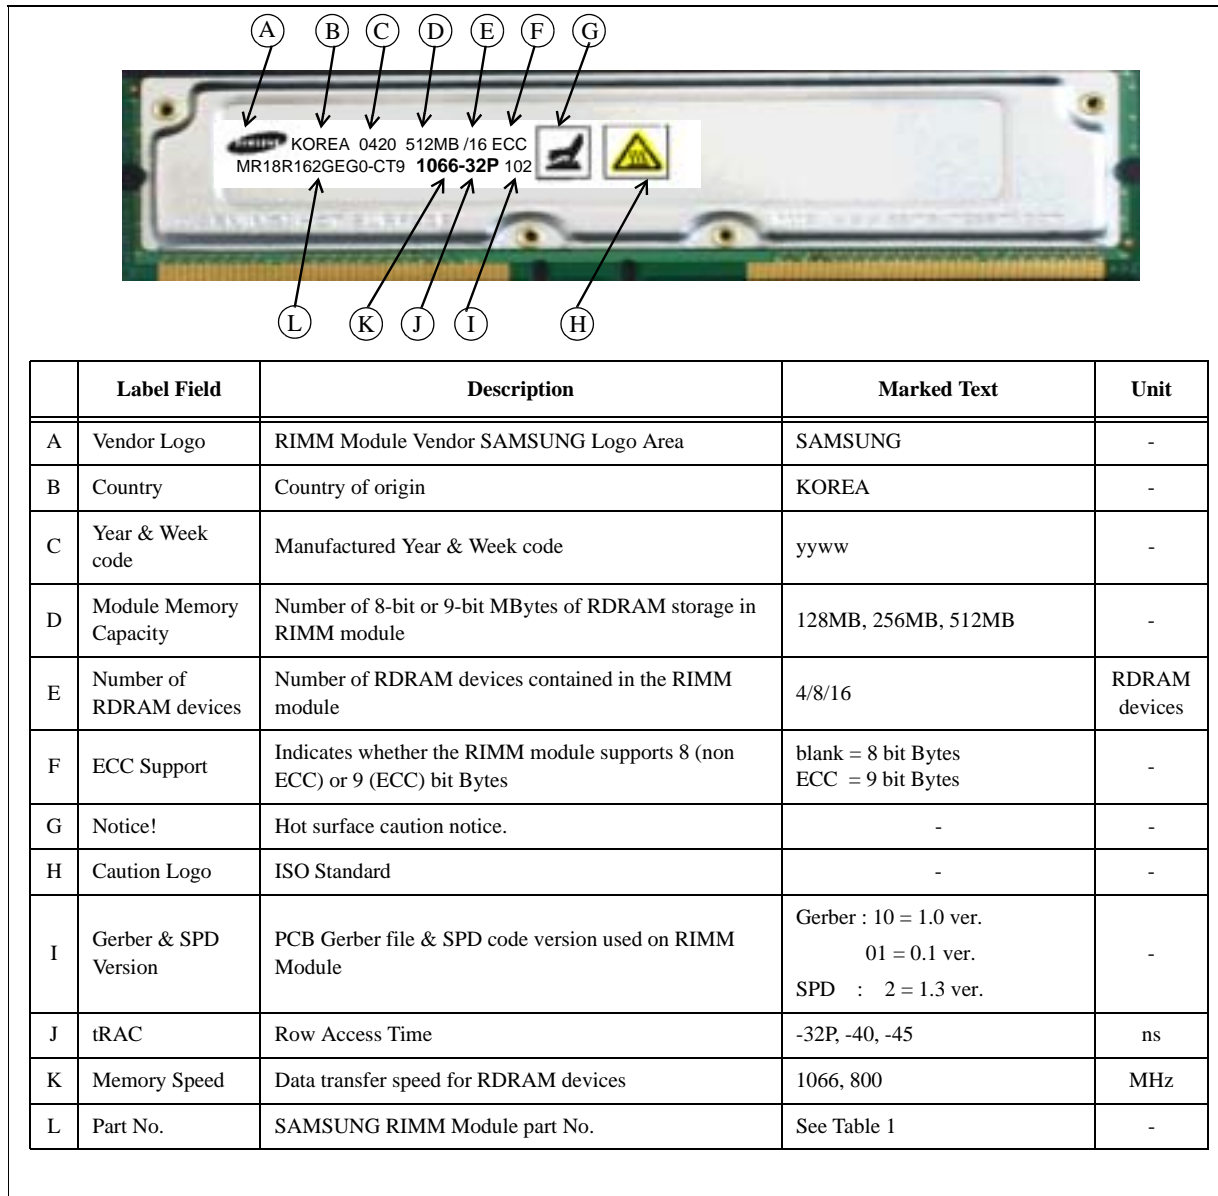 A B C D E F G
SAMSUNG KOREA 0420 512MB /16 ECC
MR18R162GEG0-CT9 1066-32P 102
L K J I H
Label Field Description Marked Text Unit
A Vendor Logo RIMM Module Vendor SAMSUNG Logo Area SAMSUNG -
B Country Country of origin KOREA -
C Year & Week code Manufactured Year & Week code yyww -
D Module Memory Capacity Number of 8-bit or 9-bit MBytes of RDRAM storage in RIMM module 128MB, 256MB, 512MB -
E Number of RDRAM devices Number of RDRAM devices contained in the RIMM module 4/8/16 RDRAM devices
F ECC Support Indicates whether the RIMM module supports 8 (non ECC) or 9 (ECC) bit Bytes blank = 8 bit Bytes
ECC = 9 bit Bytes -
G Notice! Hot surface caution notice. - -
H Caution Logo ISO Standard - -
I Gerber & SPD Version PCB Gerber file & SPD code version used on RIMM Module Gerber : 10 = 1.0 ver.
01 = 0.1 ver.
SPD : 2 = 1.3 ver. -
J tRAC Row Access Time -32P, -40, -45 ns
K Memory Speed Data transfer speed for RDRAM devices 1066, 800 MHz
L Part No. SAMSUNG RIMM Module part No. See Table 1 -